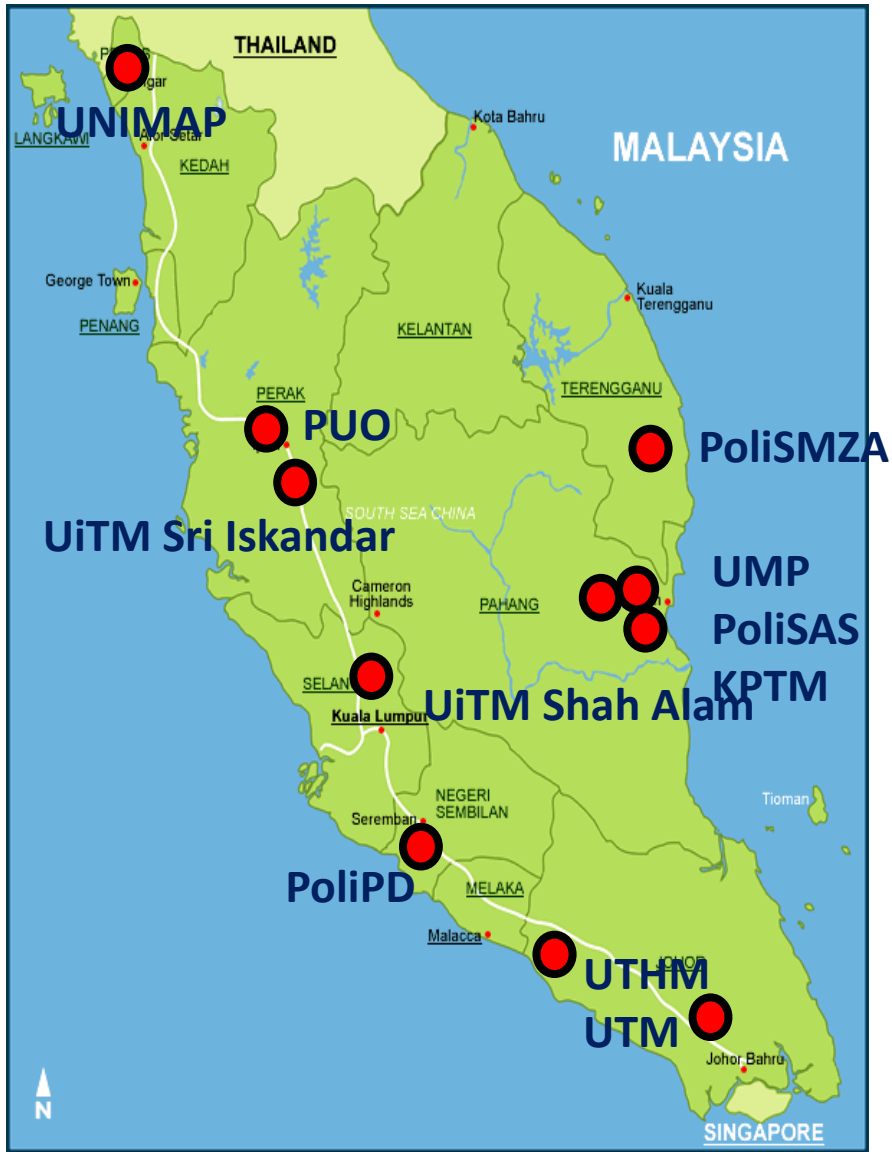 THAILAND
UNIMAP
LANGKAWI
Alor Setar
KEDAH
Kota Bahru
MALAYSIA
George Town
PENANG
Kuala
Terengganu
KELANTAN
TERENGGANU
PERAK
PUO
PoliSMZA
SOUTH SEA CHINA
UiTM Sri Iskandar
Cameron
Highlands
PAHANG
UMP
PoliSAS
KPTM
UiTM Shah Alam
Kuala Lumpur
Tioman
NEGERI
SEMBILAN
Seremban
PoliPD
MELAKA
Malacca
JOHOR
UTHM
UTM
Johor Bahru
N
SINGAPORE